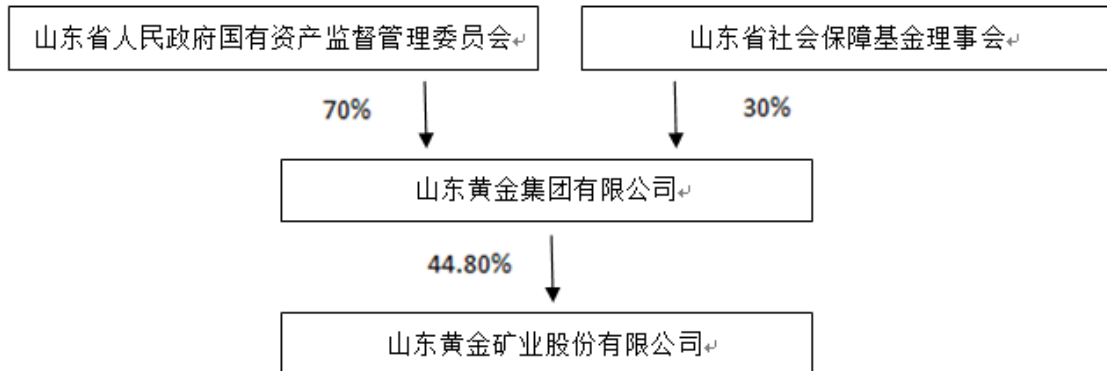 山东省人民政府国有资产监督管理委员会
山东省社会保障基金理事会
70%
30%
山东黄金集团有限公司
44.80%
山东黄金矿业股份有限公司